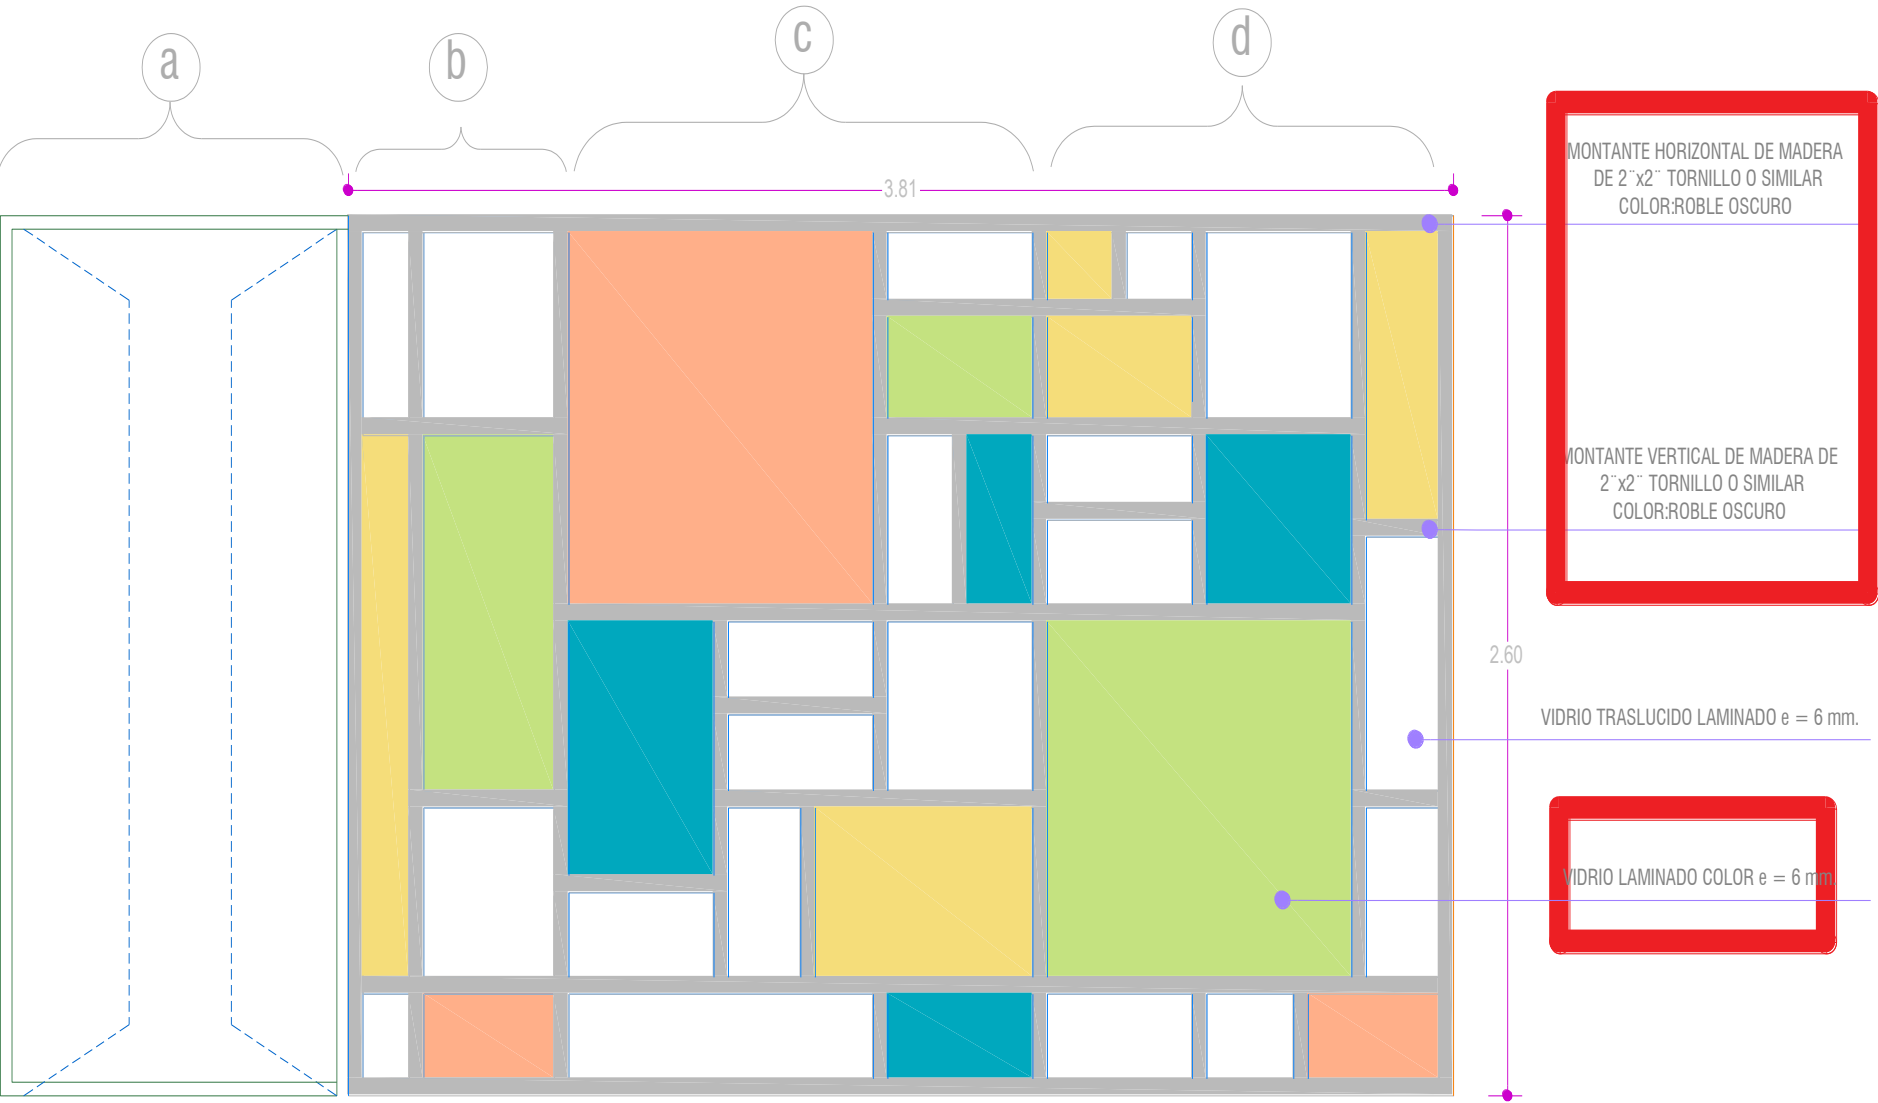 a
b
c
d
3.81
MONTANTE HORIZONTAL DE MADERA
DE 2¨x2¨ TORNILLO O SIMILAR
COLOR:ROBLE OSCURO
MONTANTE VERTICAL DE MADERA DE
2¨x2¨ TORNILLO O SIMILAR
COLOR:ROBLE OSCURO
2.60
VIDRIO TRASLUCIDO LAMINADO e = 6 mm.
VIDRIO LAMINADO COLOR e = 6 mm.